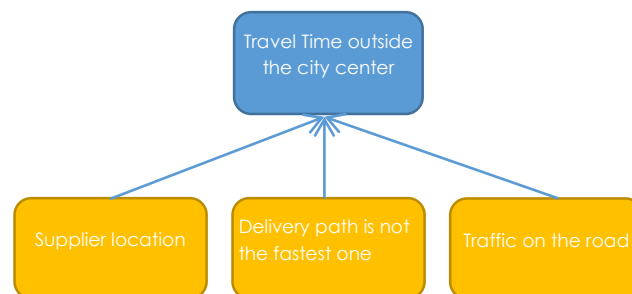 Travel Time outside
the city center
Supplier location
Delivery path is not
the fastest one
Traffic on the road